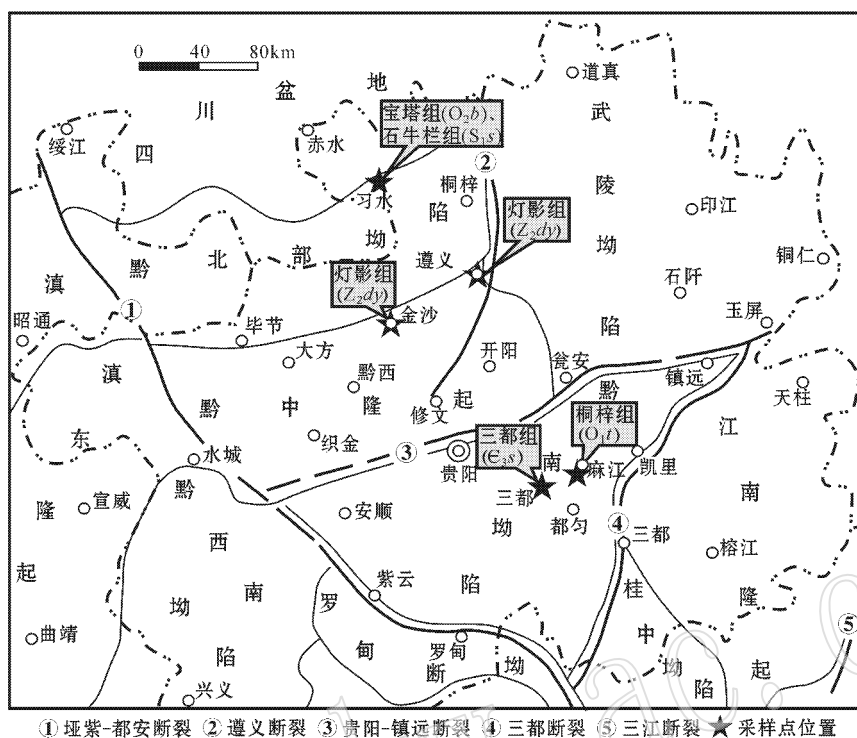 0 40 80km
四川盆地
道真
武陵坳陷
绥江
赤水
宝塔组(O₂b)、
石牛栏组(S₁s)
②
习水
桐梓
印江
灯影组
(Z₂dy)
铜仁
黔北部坳陷
遵义
石阡
灯影组
(Z₂dy)
玉屏
滇
①
昭通
毕节
金沙
大方
开阳
瓮安
镇远
天柱
滇东隆起
黔中隆起
黔西
修文
黔南坳陷
江南隆起
织金
③
贵阳
三都组
(Є₃s)
桐梓组
(O₁t)
麻江
凯里
水城
三都
宣威
安顺
都匀
④
三都
榕江
黔西南坳陷
紫云
罗甸断坳
罗甸
桂中坳陷
⑤
曲靖
兴义
①垭紫-都安断裂 ②遵义断裂 ③贵阳-镇远断裂 ④三都断裂 ⑤三江断裂 ★采样点位置